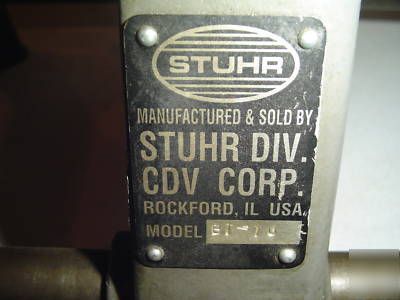 STUHR
MANUFACTURED & SOLD BY
STUHR DIV.
CDV CORP.
ROCKFORD, IL USA
MODEL